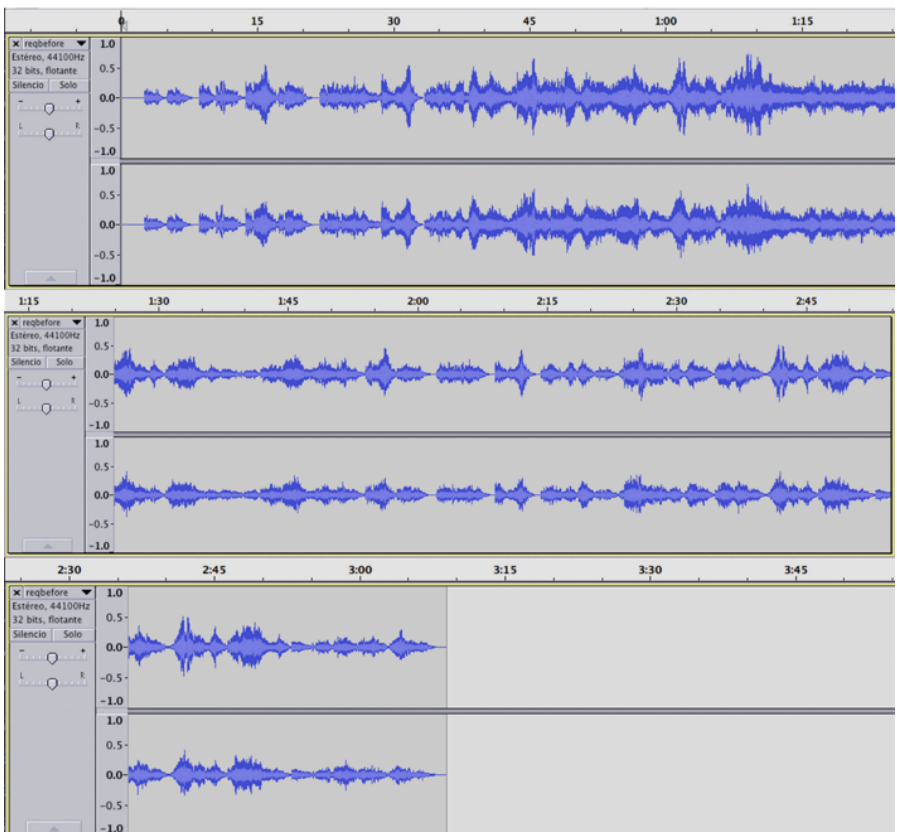 0 15 30 45 1:00 1:15
× reqbefore ▼ 1.0
Estéreo, 44100Hz
32 bits, flotante 0.5
Silencio Solo
- + 0.0
L R -0.5
-1.0
1.0
0.5
0.0
-0.5
-1.0
1:15 1:30 1:45 2:00 2:15 2:30 2:45
× reqbefore ▼ 1.0
Estéreo, 44100Hz
32 bits, flotante 0.5
Silencio Solo
- + 0.0
L R -0.5
-1.0
1.0
0.5
0.0
-0.5
-1.0
2:30 2:45 3:00 3:15 3:30 3:45
× reqbefore ▼ 1.0
Estéreo, 44100Hz
32 bits, flotante 0.5
Silencio Solo
- + 0.0
L R -0.5
-1.0
1.0
0.5
0.0
-0.5
-1.0